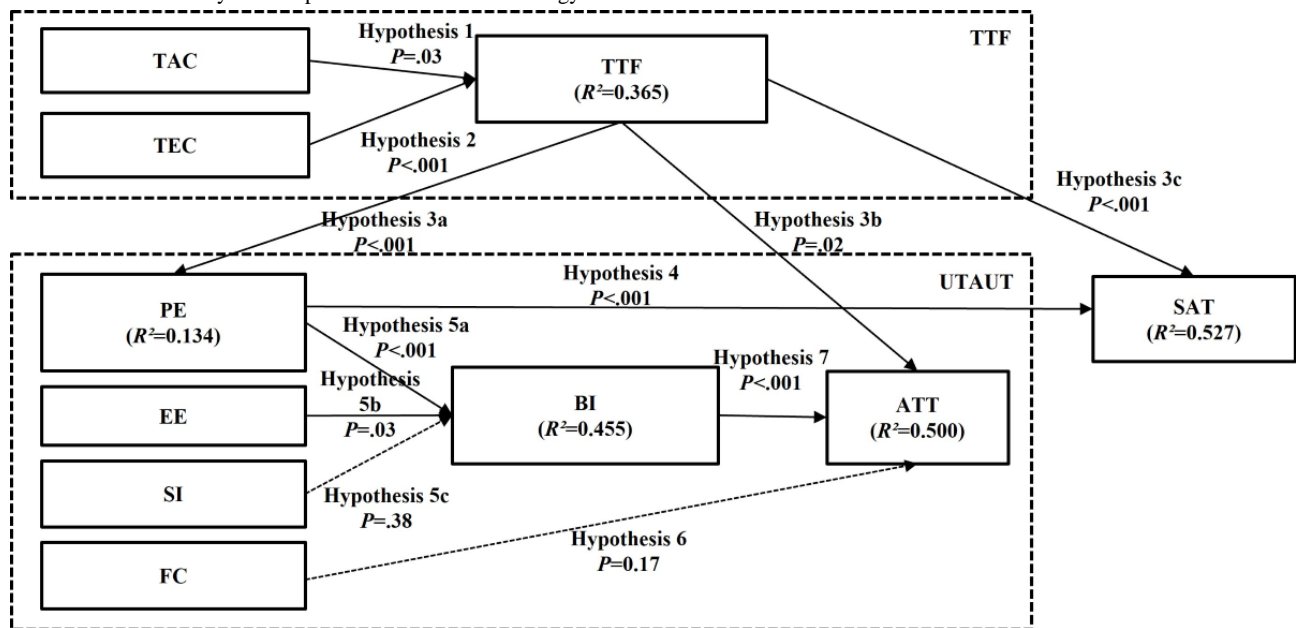 Hypothesis 1
P=.03
TTF
TAC
TTF
(R²=0.365)
TEC
Hypothesis 2
P<.001
Hypothesis 3c
P<.001
Hypothesis 3a
P<.001
Hypothesis 3b
P=.02
UTAUT
PE
(R²=0.134)
Hypothesis 4
P<.001
SAT
(R²=0.527)
Hypothesis 5a
P<.001
Hypothesis
5b
P=.03
EE
BI
(R²=0.455)
Hypothesis 7
P<.001
ATT
(R²=0.500)
SI
Hypothesis 5c
P=.38
FC
Hypothesis 6
P=0.17